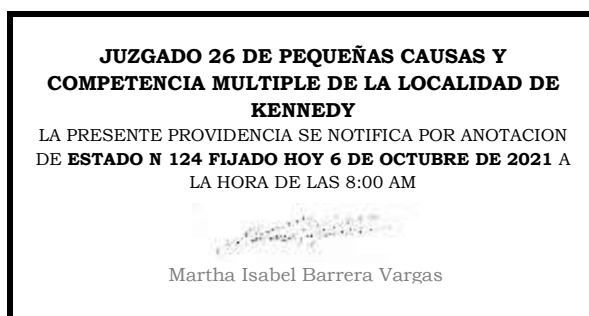 JUZGADO 26 DE PEQUEÑAS CAUSAS Y
COMPETENCIA MULTIPLE DE LA LOCALIDAD DE
KENNEDY
LA PRESENTE PROVIDENCIA SE NOTIFICA POR ANOTACION
DE ESTADO N 124 FIJADO HOY 6 DE OCTUBRE DE 2021 A
LA HORA DE LAS 8:00 AM
Martha Isabel Barrera Vargas